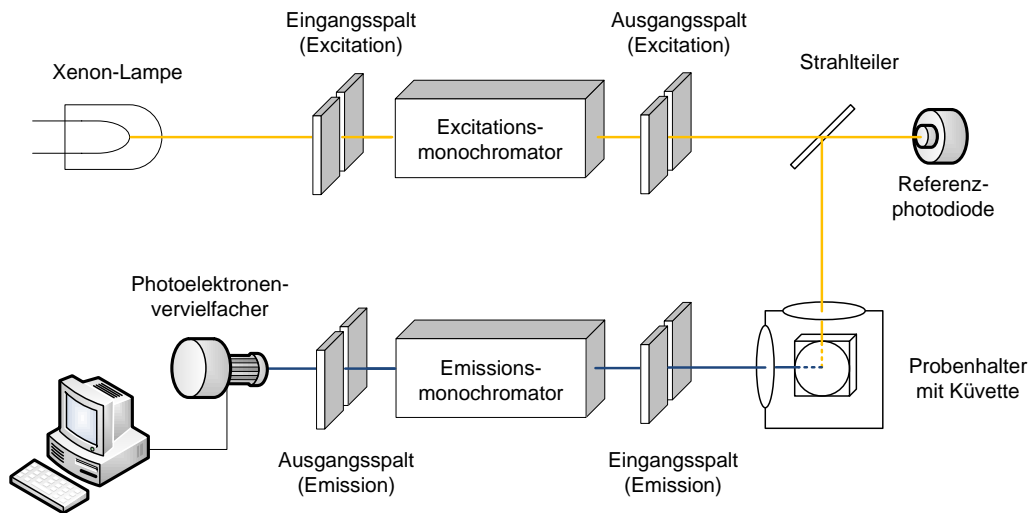 Eingangsspalt
(Excitation)
Ausgangsspalt
(Excitation)
Xenon-Lampe
Strahlteiler
Excitations-
monochromator
Referenz-
photodiode
Photoelektronen-
vervielfacher
Emissions-
monochromator
Probenhalter
mit Küvette
Ausgangsspalt
(Emission)
Eingangsspalt
(Emission)